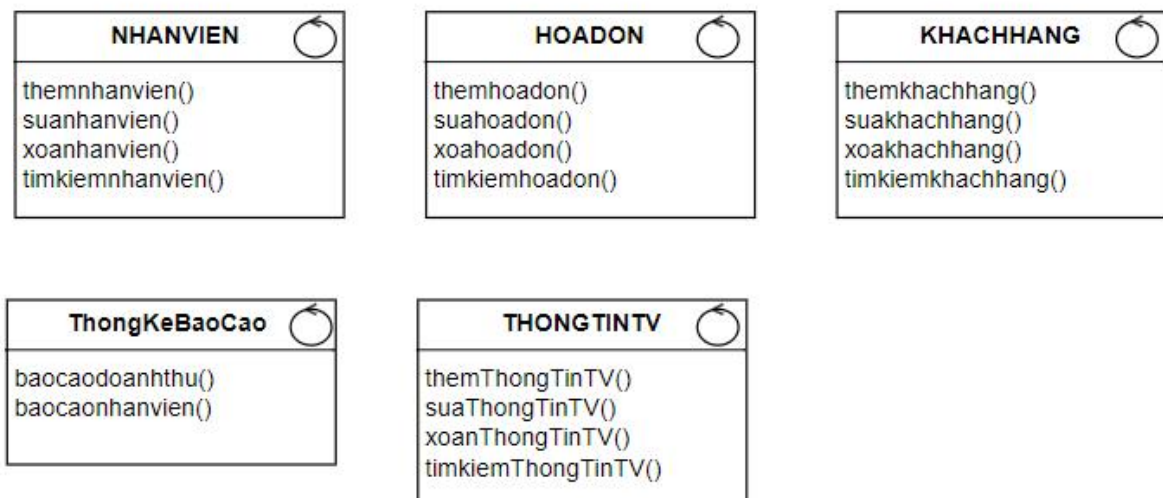 NHANVIEN
themnhanvien()
suanhanvien()
xoanhanvien()
timkiemnhanvien()
HOADON
themhoadon()
suahoadon()
xoahoadon()
timkiemhoadon()
KHACHHANG
themkhachhang()
suakhachhang()
xoakhachhang()
timkiemkhachhang()
ThongKeBaoCao
baocaodoanhthu()
baocaonhanvien()
THONGTINTV
themThongTinTV()
suaThongTinTV()
xoanThongTinTV()
timkiemThongTinTV()